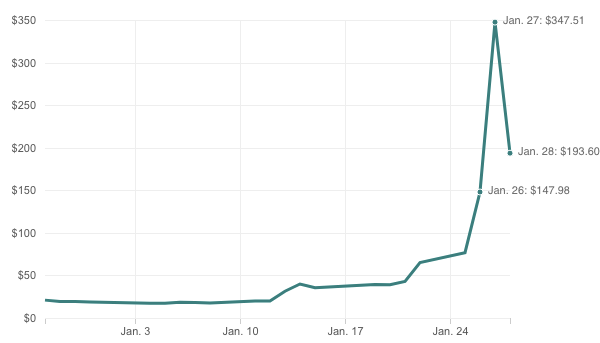 $350
Jan. 27: $347.51
$300
$250
$200
Jan. 28: $193.60
$150
Jan. 26: $147.98
$100
$50
$0
Jan. 3
Jan. 10
Jan. 17
Jan. 24